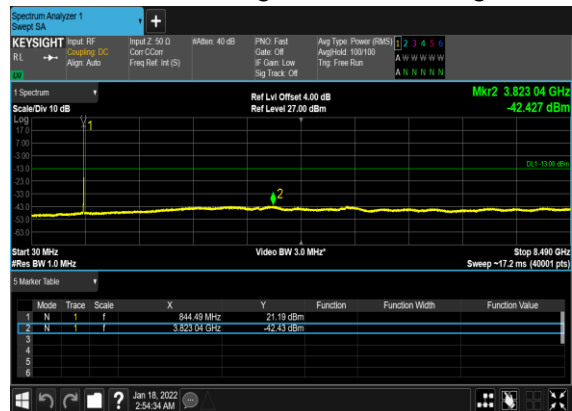 Spectrum Analyzer 1
Swept SA
+
KEYSIGHT Input: RF Input Z: 50 Ω #Atten: 40 dB PNO: Fast Avg Type: Power (RMS) 1 2 3 4 5 6
RL Coupling: DC Corr CCorr Gate: Off Avg|Hold: 100/100 A W W W W W
Align: Auto Freq Ref: Int (S) IF Gain: Low Trig: Free Run
LW Sig Track: Off A N N N N N
1 Spectrum Ref Lvl Offset 4.00 dB Mkr2 3.823 04 GHz
Scale/Div 10 dB Ref Level 27.00 dBm -42.427 dBm
Log
17.0 1
7.00
-3.00
-13.0 DL1 -13.00 dBm
-23.0
-33.0 2
-43.0
-53.0
-63.0
Start 30 MHz Video BW 3.0 MHz* Stop 8.490 GHz
#Res BW 1.0 MHz Sweep ~17.2 ms (40001 pts)
5 Marker Table
Mode Trace Scale X Y Function Function Width Function Value
1 N 1 f 844.49 MHz 21.19 dBm
2 N 1 f 3.823 04 GHz -42.43 dBm
3
4
5
6
? Jan 18, 2022
2:54:34 AM